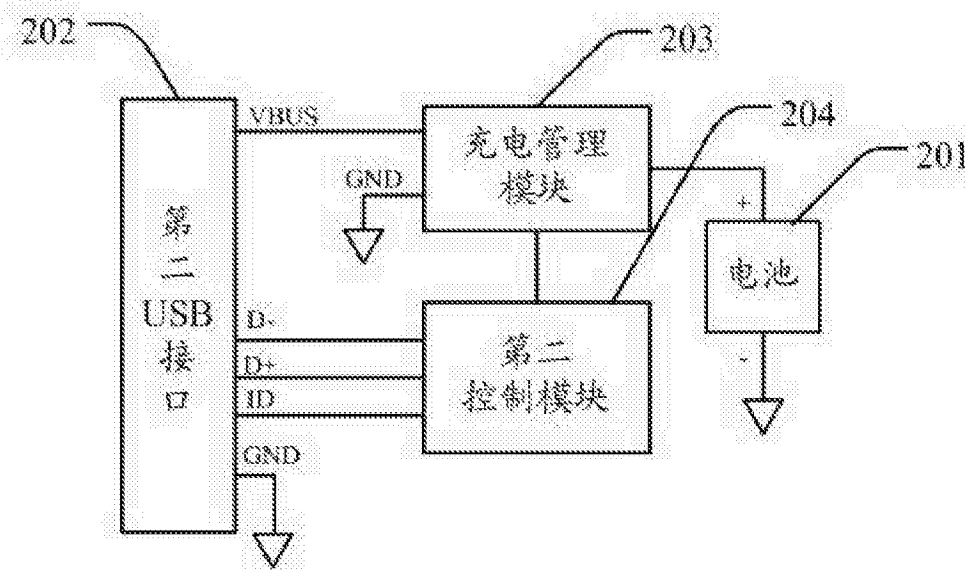 202
203
204
201
VBUS
充电管理
模块
GND
+
第
二
USB
接
口
电池
D-
第二
D+
控制模块
ID
-
GND